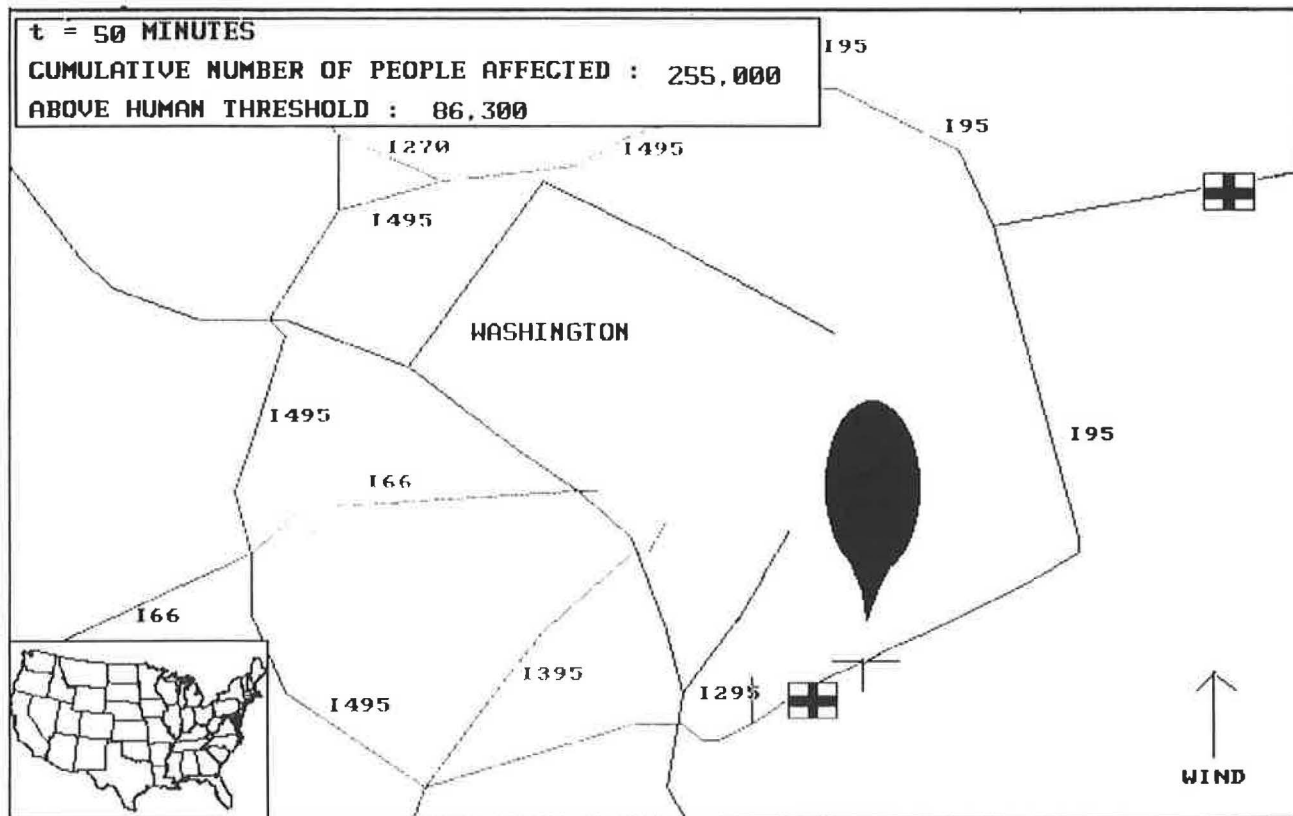 t = 50 MINUTES
CUMULATIVE NUMBER OF PEOPLE AFFECTED : 255,000
ABOVE HUMAN THRESHOLD : 86,300
I95
I95
I270
I495
I495
WASHINGTON
I495
I95
I66
I66
I395
I295
I495
WIND